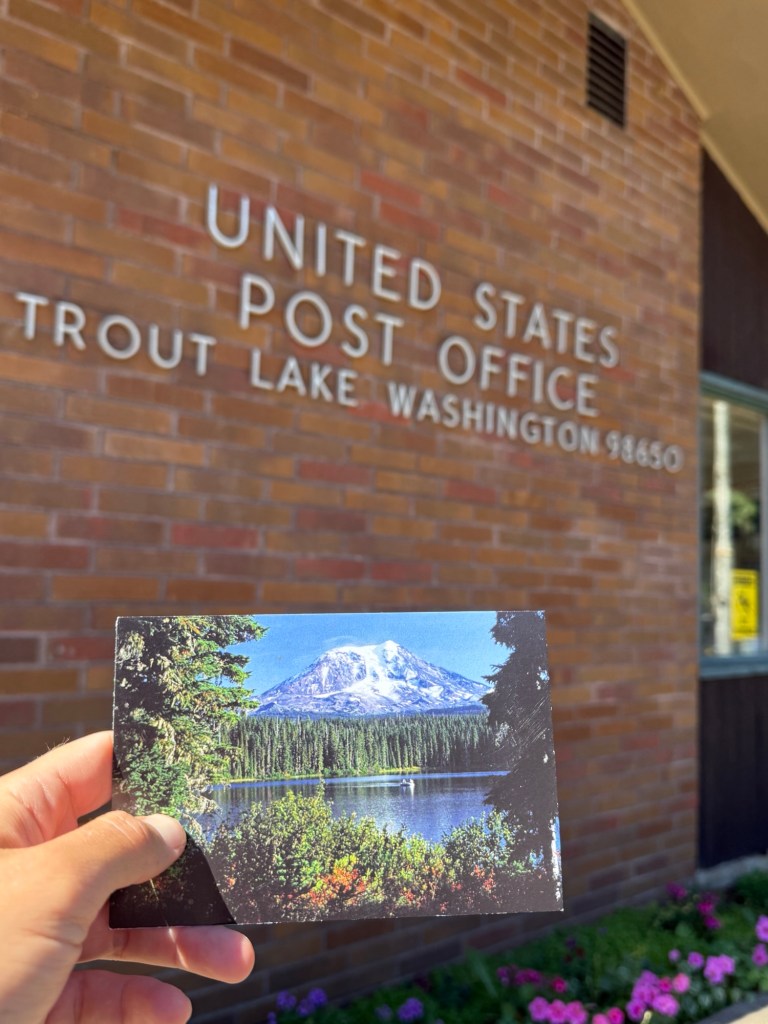 UNITED STATES
POST OFFICE
TROUT LAKE WASHINGTON 98650